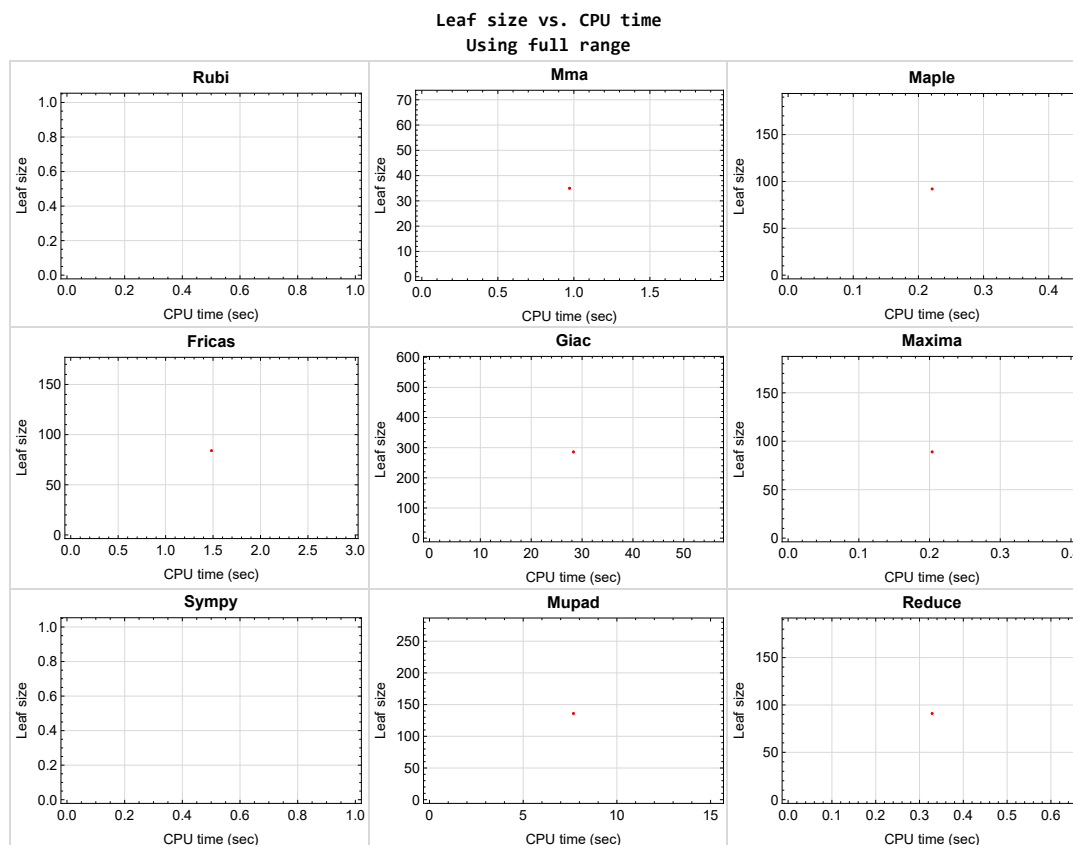 Leaf size vs. CPU time
Using full range
Rubi
Leaf size
1.0
0.8
0.6
0.4
0.2
0.0
0.0 0.2 0.4 0.6 0.8 1.0
CPU time (sec)
Mma
Leaf size
70
60
50
40
30
20
10
0
0.0 0.5 1.0 1.5
CPU time (sec)
Maple
Leaf size
150
100
50
0
0.0 0.1 0.2 0.3 0.4
CPU time (sec)
Fricas
Leaf size
150
100
50
0
0.0 0.5 1.0 1.5 2.0 2.5 3.0
CPU time (sec)
Giac
Leaf size
600
500
400
300
200
100
0
0 10 20 30 40 50
CPU time (sec)
Maxima
Leaf size
150
100
50
0
0.0 0.1 0.2 0.3
CPU time (sec)
Sympy
Leaf size
1.0
0.8
0.6
0.4
0.2
0.0
0.0 0.2 0.4 0.6 0.8 1.0
CPU time (sec)
Mupad
Leaf size
250
200
150
100
50
0
0 5 10 15
CPU time (sec)
Reduce
Leaf size
150
100
50
0
0.0 0.1 0.2 0.3 0.4 0.5 0.6
CPU time (sec)